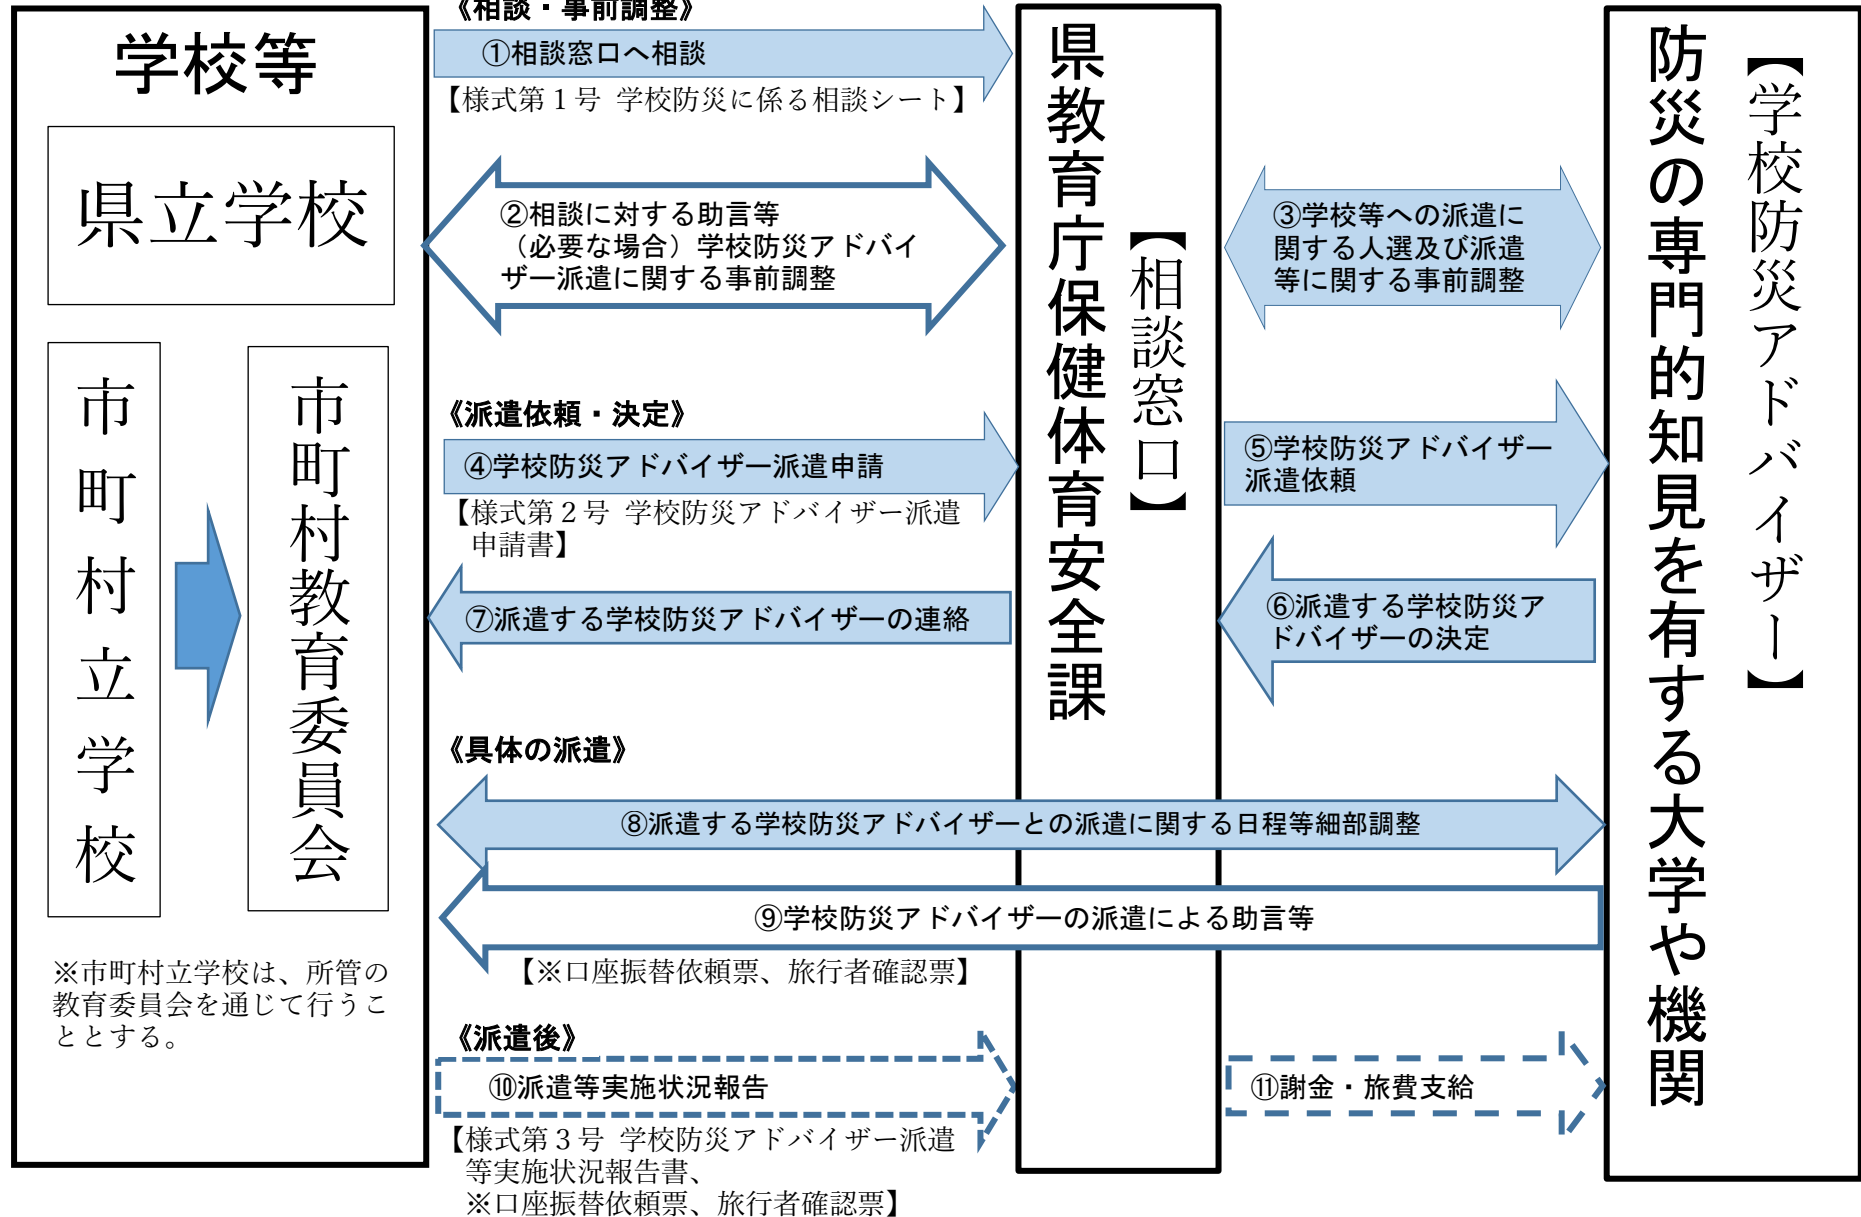 学校等
県立学校
市町村立学校
市町村教育委員会
※市町村立学校は、所管の
教育委員会を通じて行うこ
ととする。
《相談・事前調整》
①相談窓口へ相談
【様式第１号 学校防災に係る相談シート】
②相談に対する助言等
（必要な場合）学校防災アドバイ
ザー派遣に関する事前調整
③学校等への派遣に
関する人選及び派遣
等に関する事前調整
《派遣依頼・決定》
④学校防災アドバイザー派遣申請
【様式第２号 学校防災アドバイザー派遣
申請書】
⑤学校防災アドバイザー
派遣依頼
⑥派遣する学校防災ア
ドバイザーの決定
⑦派遣する学校防災アドバイザーの連絡
《具体の派遣》
⑧派遣する学校防災アドバイザーとの派遣に関する日程等細部調整
⑨学校防災アドバイザーの派遣による助言等
【※口座振替依頼票、旅行者確認票】
《派遣後》
⑩派遣等実施状況報告
【様式第３号 学校防災アドバイザー派遣
等実施状況報告書、
※口座振替依頼票、旅行者確認票】
⑪謝金・旅費支給
県教育庁保健体育安全課
【相談窓口】
【学校防災アドバイザー】
防災の専門的知見を有する大学や機関